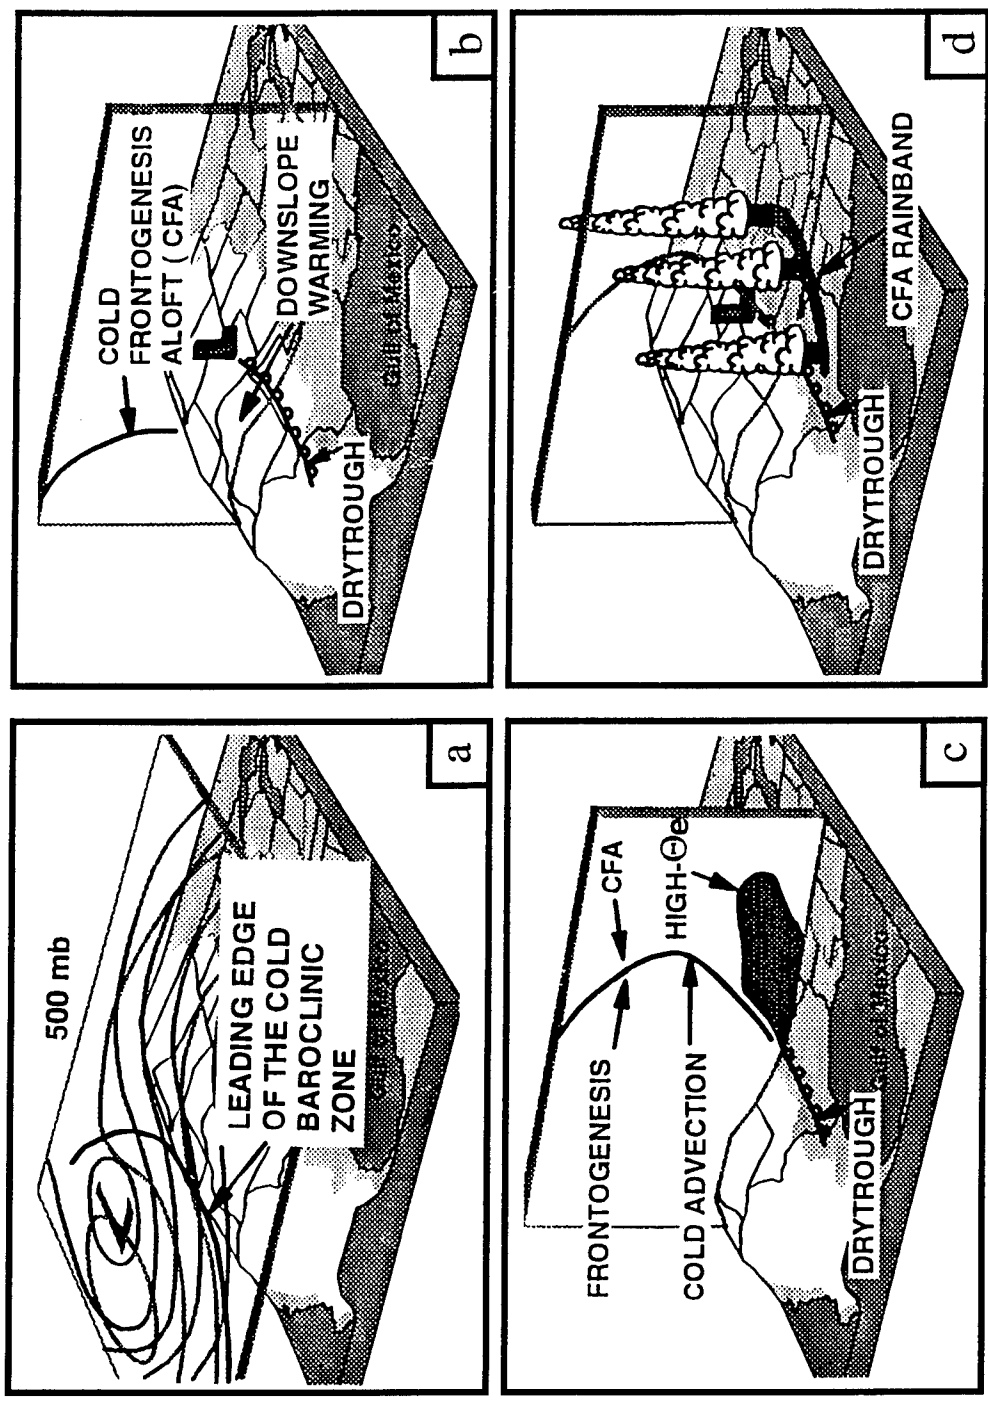 500 mb
LEADING EDGE
OF THE COLD
BAROCLINIC
ZONE
Gulf of Mexico
a
COLD
FRONTOGENESIS
ALOFT ( CFA)
L
DOWNSLOPE
WARMING
DRYTROUGH
Gulf of Mexico
b
FRONTOGENESIS
CFA
COLD ADVECTION
HIGH-Θe
DRYTROUGH
Gulf of Mexico
c
L
DRYTROUGH
CFA RAINBAND
d